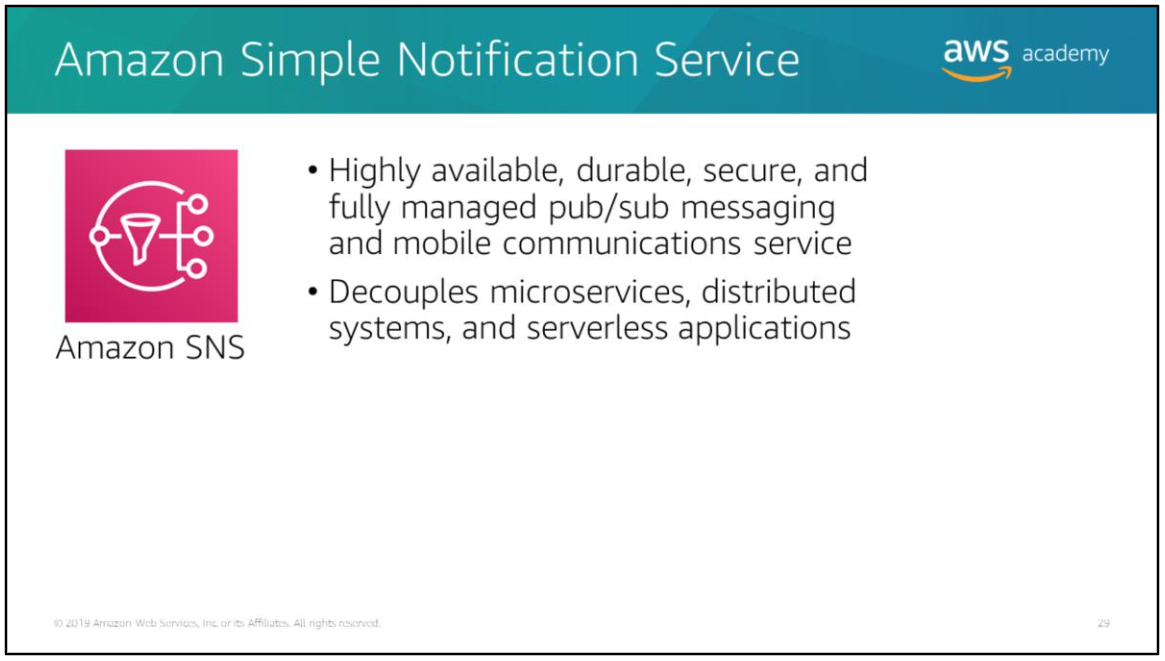 Amazon Simple Notification Service
aws academy
• Highly available, durable, secure, and
fully managed pub/sub messaging
and mobile communications service
• Decouples microservices, distributed
systems, and serverless applications
Amazon SNS
© 2019 Amazon Web Services, Inc. or its Affiliates. All rights reserved.
29